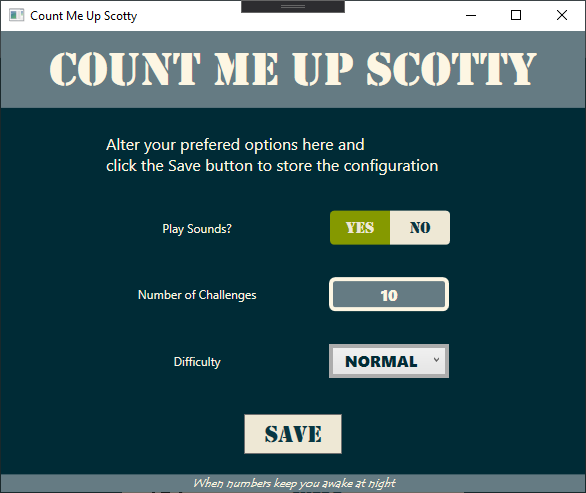 Count Me Up Scotty
COUNT ME UP SCOTTY
Alter your prefered options here and
click the Save button to store the configuration
Play Sounds?
YES NO
Number of Challenges
10
Difficulty
NORMAL
SAVE
When numbers keep you awake at night